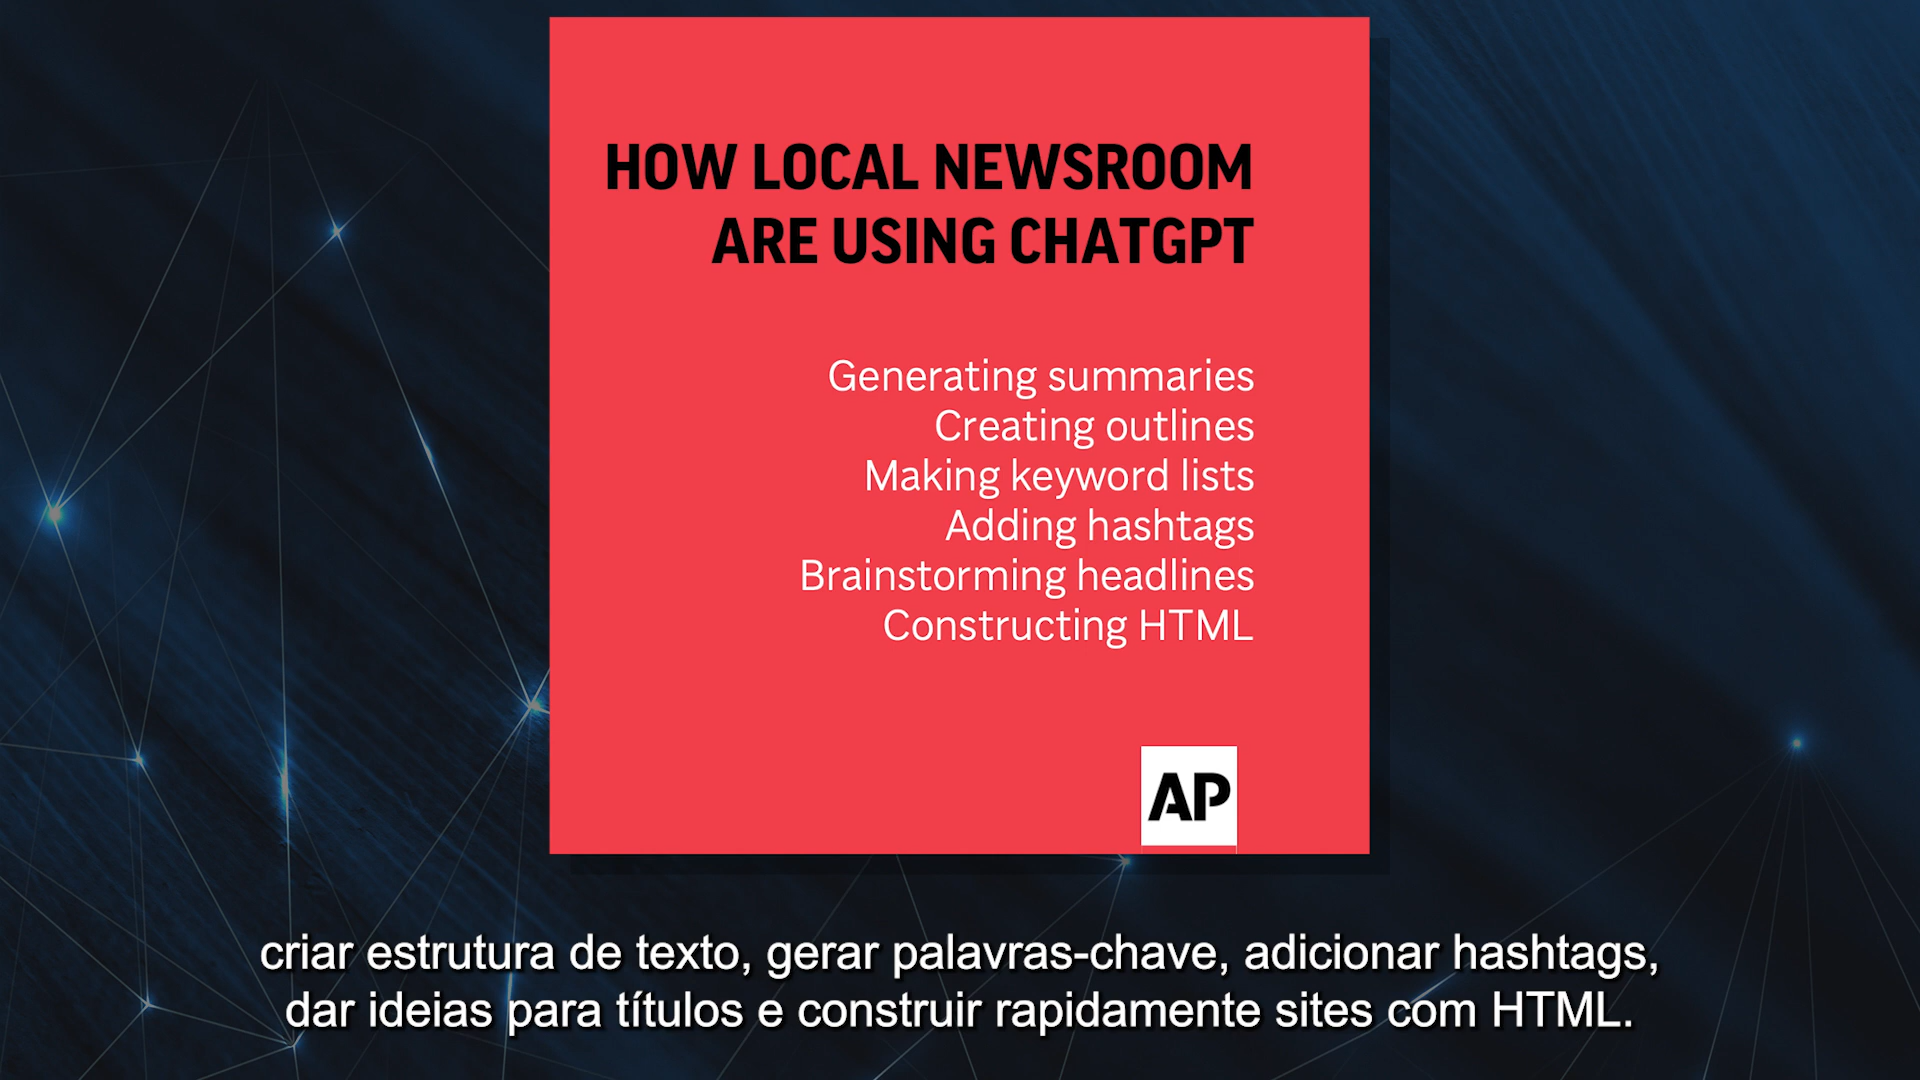 HOW LOCAL NEWSROOM
ARE USING CHATGPT
Generating summaries
Creating outlines
Making keyword lists
Adding hashtags
Brainstorming headlines
Constructing HTML
AP
criar estrutura de texto, gerar palavras-chave, adicionar hashtags,
dar ideias para títulos e construir rapidamente sites com HTML.